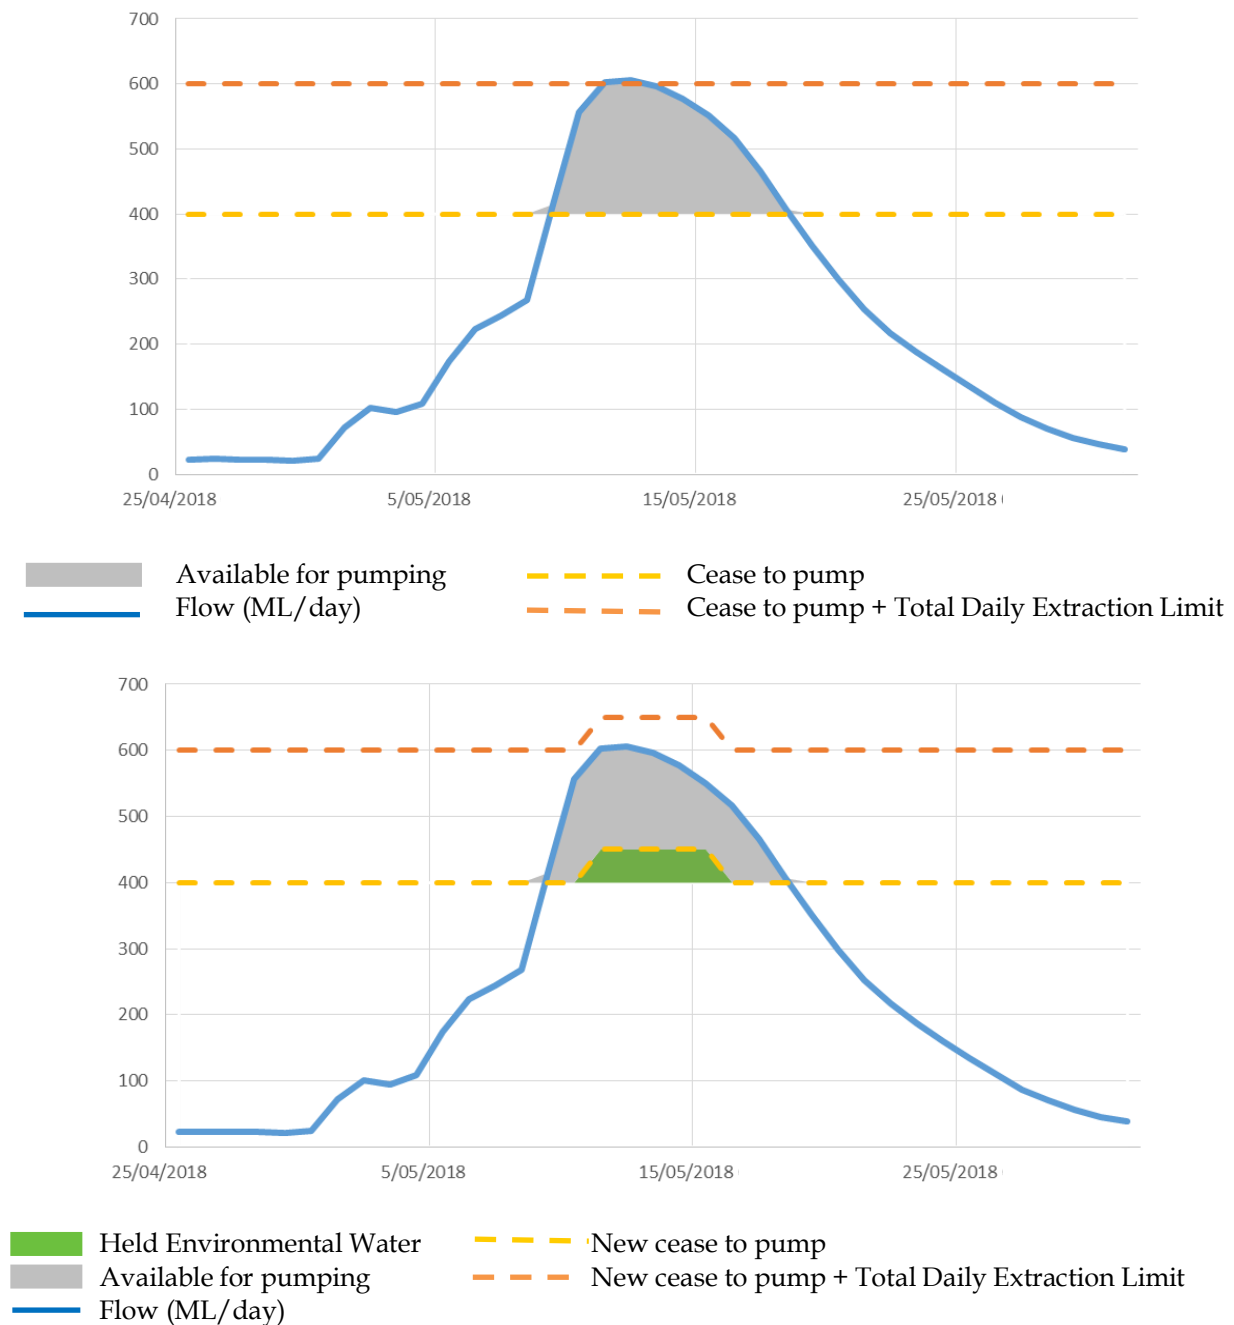 700
600
500
400
300
200
100
0
25/04/2018 5/05/2018 15/05/2018 25/05/2018
Available for pumping Cease to pump
Flow (ML/day) Cease to pump + Total Daily Extraction Limit
700
600
500
400
300
200
100
0
25/04/2018 5/05/2018 15/05/2018 25/05/2018
Held Environmental Water New cease to pump
Available for pumping New cease to pump + Total Daily Extraction Limit
Flow (ML/day)